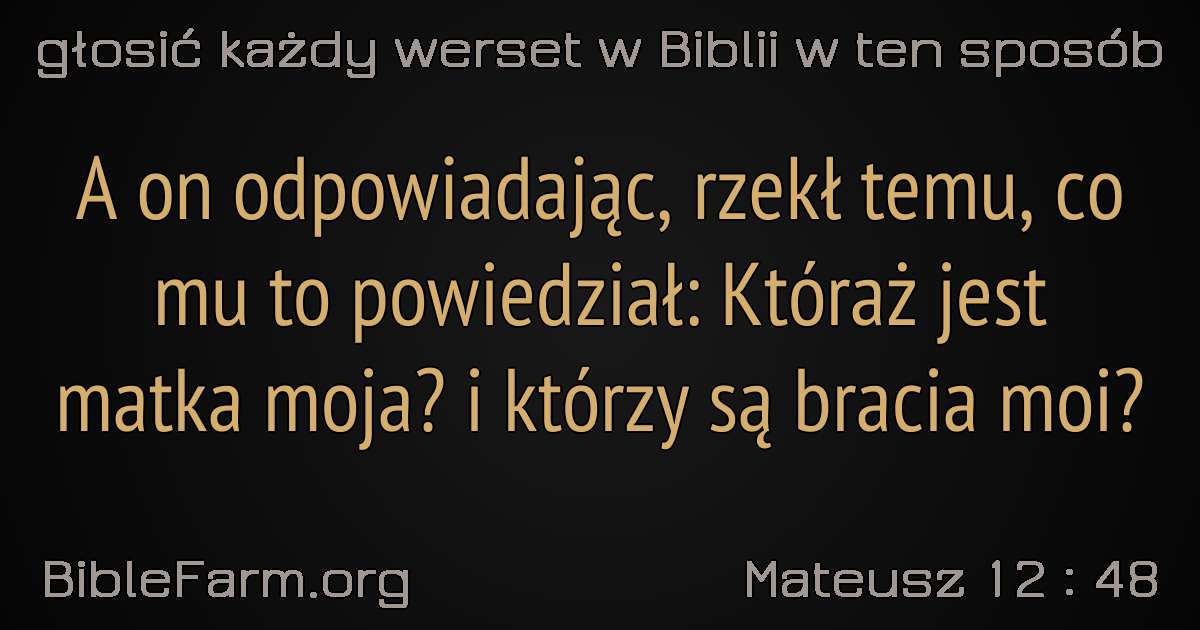 głosić każdy werset w Biblii w ten sposób
A on odpowiadając, rzekł temu, co
mu to powiedział: Któraż jest
matka moja? i którzy są bracia moi?
BibleFarm.org
Mateusz 12 : 48